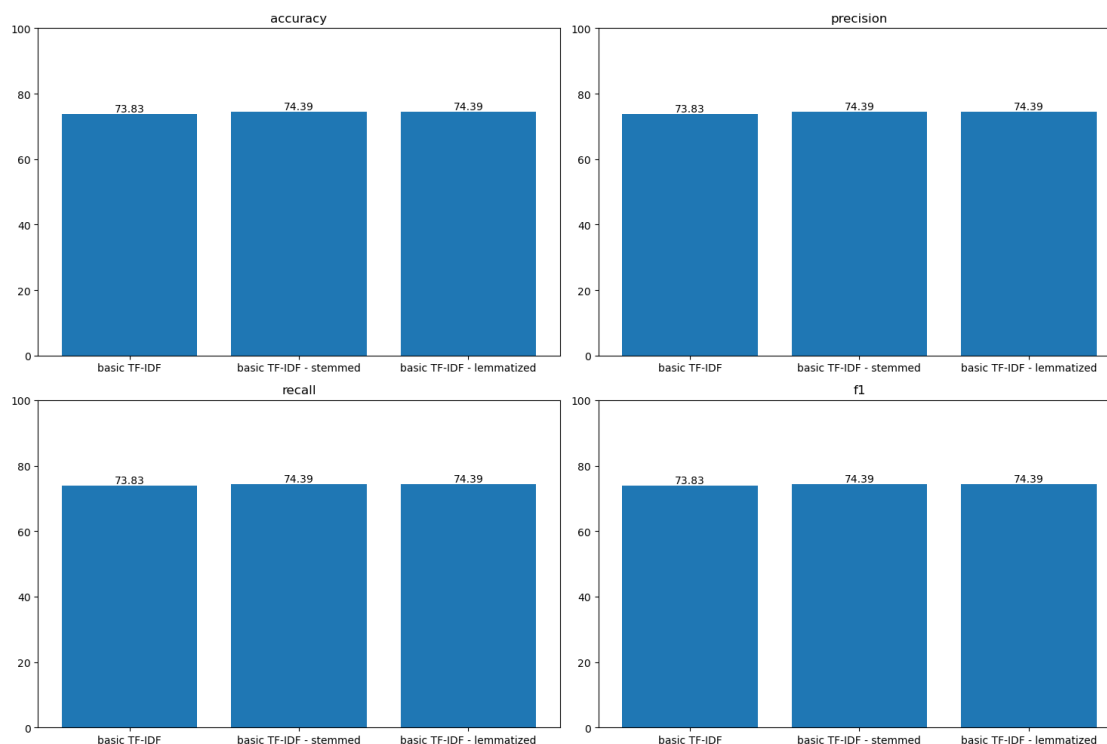 accuracy
100
80
60
40
20
0
73.83
74.39
74.39
basic TF-IDF
basic TF-IDF - stemmed
basic TF-IDF - lemmatized
precision
100
80
60
40
20
0
73.83
74.39
74.39
basic TF-IDF
basic TF-IDF - stemmed
basic TF-IDF - lemmatized
recall
100
80
60
40
20
0
73.83
74.39
74.39
basic TF-IDF
basic TF-IDF - stemmed
basic TF-IDF - lemmatized
f1
100
80
60
40
20
0
73.83
74.39
74.39
basic TF-IDF
basic TF-IDF - stemmed
basic TF-IDF - lemmatized